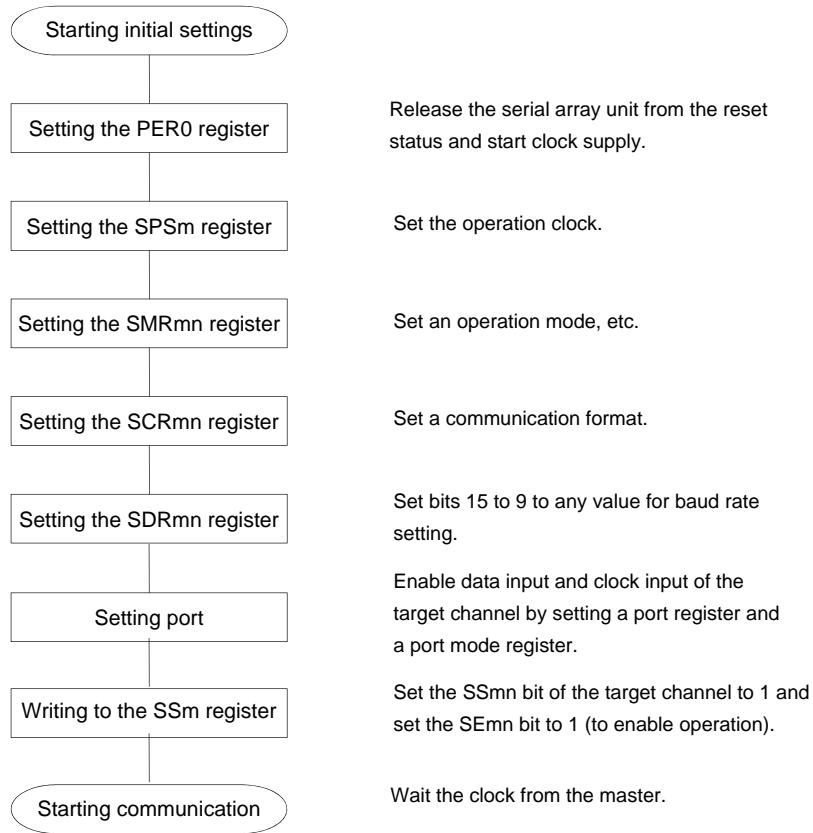 Starting initial settings
Setting the PER0 register
Release the serial array unit from the reset
status and start clock supply.
Setting the SPSm register
Set the operation clock.
Setting the SMRmn register
Set an operation mode, etc.
Setting the SCRmn register
Set a communication format.
Setting the SDRmn register
Set bits 15 to 9 to any value for baud rate
setting.
Setting port
Enable data input and clock input of the
target channel by setting a port register and
a port mode register.
Writing to the SSm register
Set the SSmn bit of the target channel to 1 and
set the SEmn bit to 1 (to enable operation).
Starting communication
Wait the clock from the master.